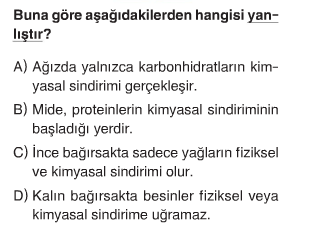 Buna göre aşağıdakilerden hangisi yan-
lıştır?
A) Ağızda yalnızca karbonhidratların kim-
yasal sindirimi gerçekleşir.
B) Mide, proteinlerin kimyasal sindiriminin
başladığı yerdir.
C) İnce bağırsakta sadece yağların fiziksel
ve kimyasal sindirimi olur.
D) Kalın bağırsakta besinler fiziksel veya
kimyasal sindirime uğramaz.